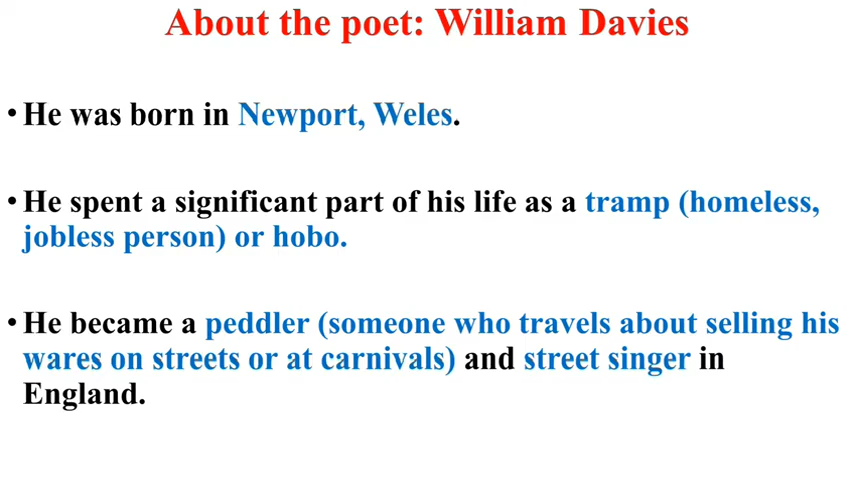 About the poet: William Davies
• He was born in Newport, Weles.
• He spent a significant part of his life as a tramp (homeless,
jobless person) or hobo.
• He became a peddler (someone who travels about selling his
wares on streets or at carnivals) and street singer in
England.